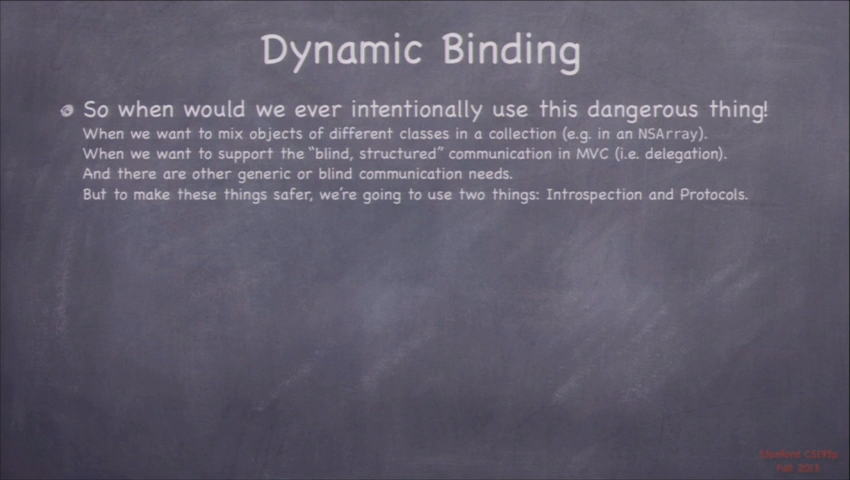 Dynamic Binding
So when would we ever intentionally use this dangerous thing!
When we want to mix objects of different classes in a collection (e.g. in an NSArray).
When we want to support the “blind, structured” communication in MVC (i.e. delegation).
And there are other generic or blind communication needs.
But to make these things safer, we’re going to use two things: Introspection and Protocols.
Stanford CS193p
Fall 2013